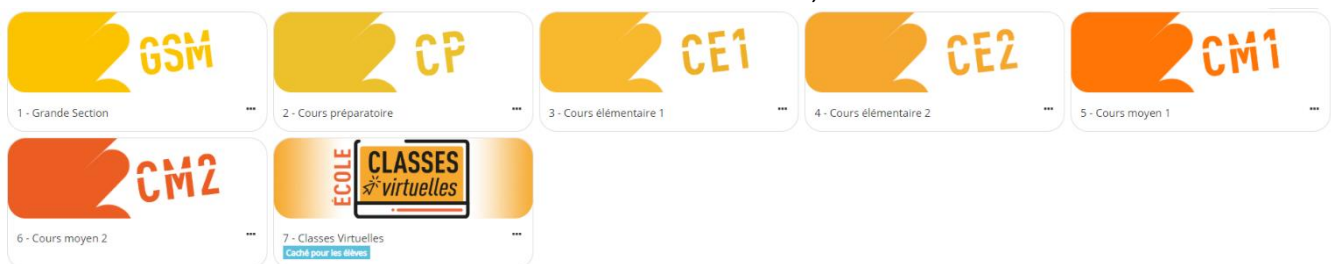 GSM
1 - Grande Section
CP
2 - Cours préparatoire
CE1
3 - Cours élémentaire 1
CE2
4 - Cours élémentaire 2
CM1
5 - Cours moyen 1
CM2
6 - Cours moyen 2
ÉCOLE
CLASSES
virtuelles
7 - Classes Virtuelles
Caché pour les élèves